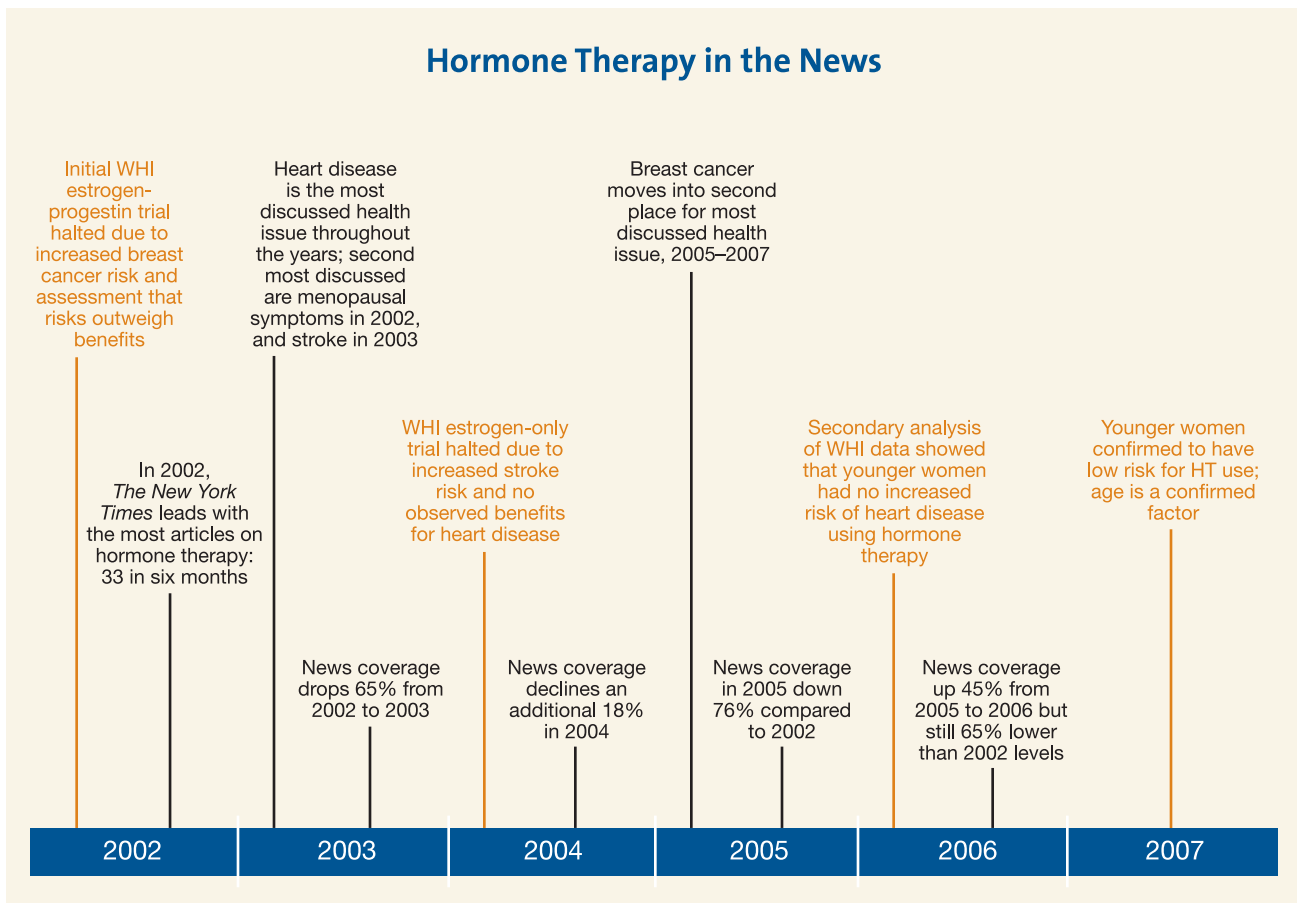 Hormone Therapy in the News
Initial WHI
estrogen-
progestin trial
halted due to
increased breast
cancer risk and
assessment that
risks outweigh
benefits
In 2002,
The New York
Times leads with
the most articles on
hormone therapy:
33 in six months
Heart disease
is the most
discussed health
issue throughout
the years; second
most discussed
are menopausal
symptoms in 2002,
and stroke in 2003
News coverage
drops 65% from
2002 to 2003
WHI estrogen-only
trial halted due to
increased stroke
risk and no
observed benefits
for heart disease
News coverage
declines an
additional 18%
in 2004
Breast cancer
moves into second
place for most
discussed health
issue, 2005–2007
News coverage
in 2005 down
76% compared
to 2002
Secondary analysis
of WHI data showed
that younger women
had no increased
risk of heart disease
using hormone
therapy
News coverage
up 45% from
2005 to 2006 but
still 65% lower
than 2002 levels
Younger women
confirmed to have
low risk for HT use;
age is a confirmed
factor
2002
2003
2004
2005
2006
2007